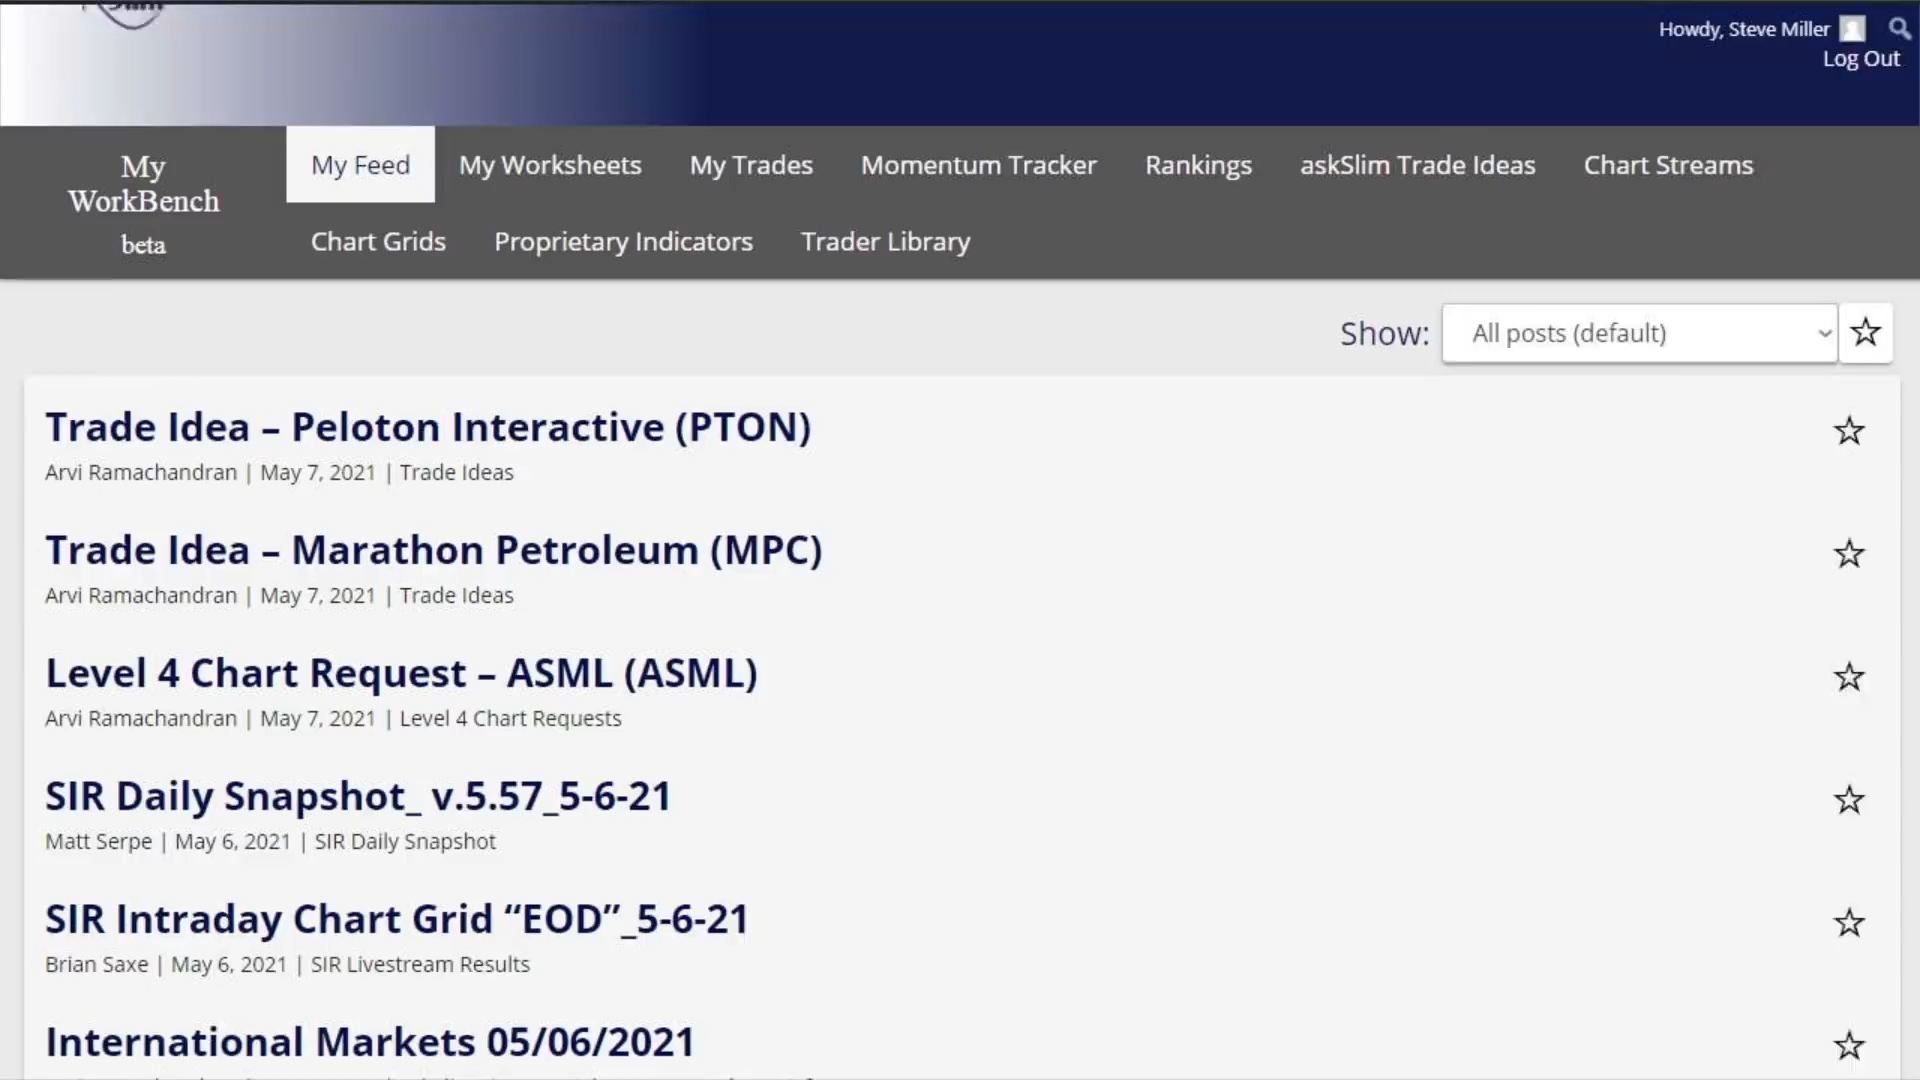 Howdy, Steve Miller
Log Out
My WorkBench beta
My Feed
My Worksheets
My Trades
Momentum Tracker
Rankings
askSlim Trade Ideas
Chart Streams
Chart Grids
Proprietary Indicators
Trader Library
Show: All posts (default)
Trade Idea – Peloton Interactive (PTON)
Arvi Ramachandran | May 7, 2021 | Trade Ideas
Trade Idea – Marathon Petroleum (MPC)
Arvi Ramachandran | May 7, 2021 | Trade Ideas
Level 4 Chart Request – ASML (ASML)
Arvi Ramachandran | May 7, 2021 | Level 4 Chart Requests
SIR Daily Snapshot_ v.5.57_5-6-21
Matt Serpe | May 6, 2021 | SIR Daily Snapshot
SIR Intraday Chart Grid “EOD”_5-6-21
Brian Saxe | May 6, 2021 | SIR Livestream Results
International Markets 05/06/2021